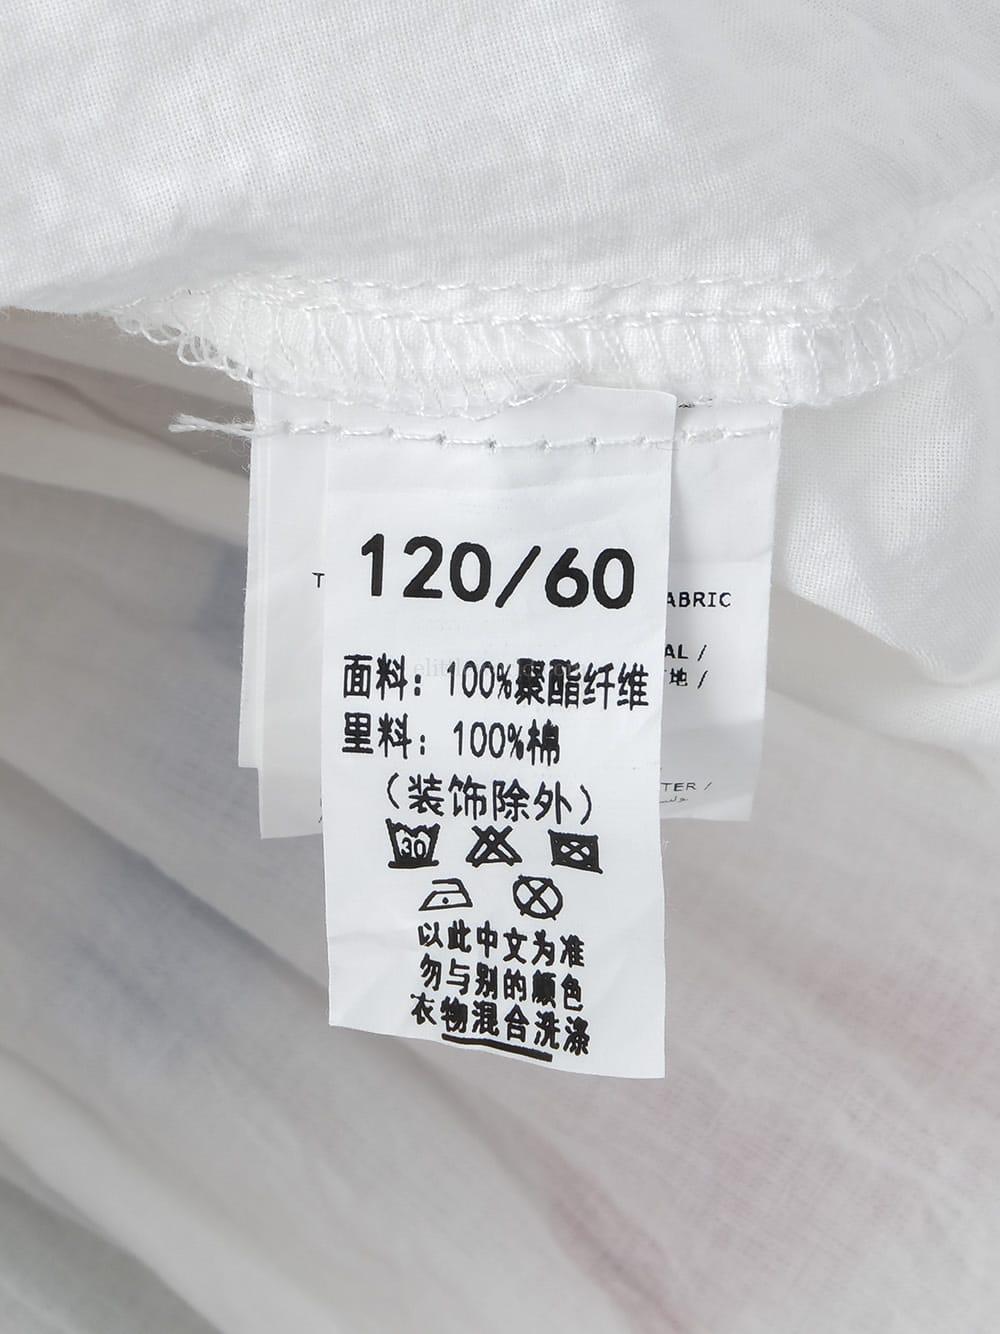 120/60
面料：100%聚酯纤维
里料：100%棉
（装饰除外）
30
以此中文为准
勿与别的颜色
衣物混合洗涤
T
ABRIC
AL /
地 /
TER /